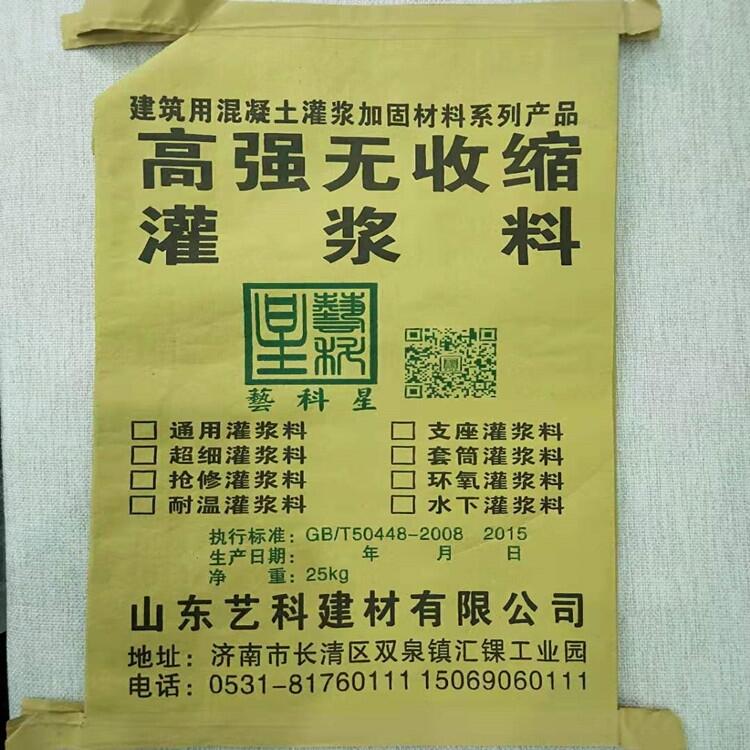 建筑用混凝土灌浆加固材料系列产品
高强无收缩
灌浆料
藝科星
藝科星
□ 通用灌浆料 □ 支座灌浆料
□ 超细灌浆料 □ 套筒灌浆料
□ 抢修灌浆料 □ 环氧灌浆料
□ 耐温灌浆料 □ 水下灌浆料
执行标准：GB/T50448-2008 2015
生产日期： 年 月 日
净 重：25kg
山东艺科建材有限公司
地址：济南市长清区双泉镇汇锞工业园
电话：0531-81760111 15069060111